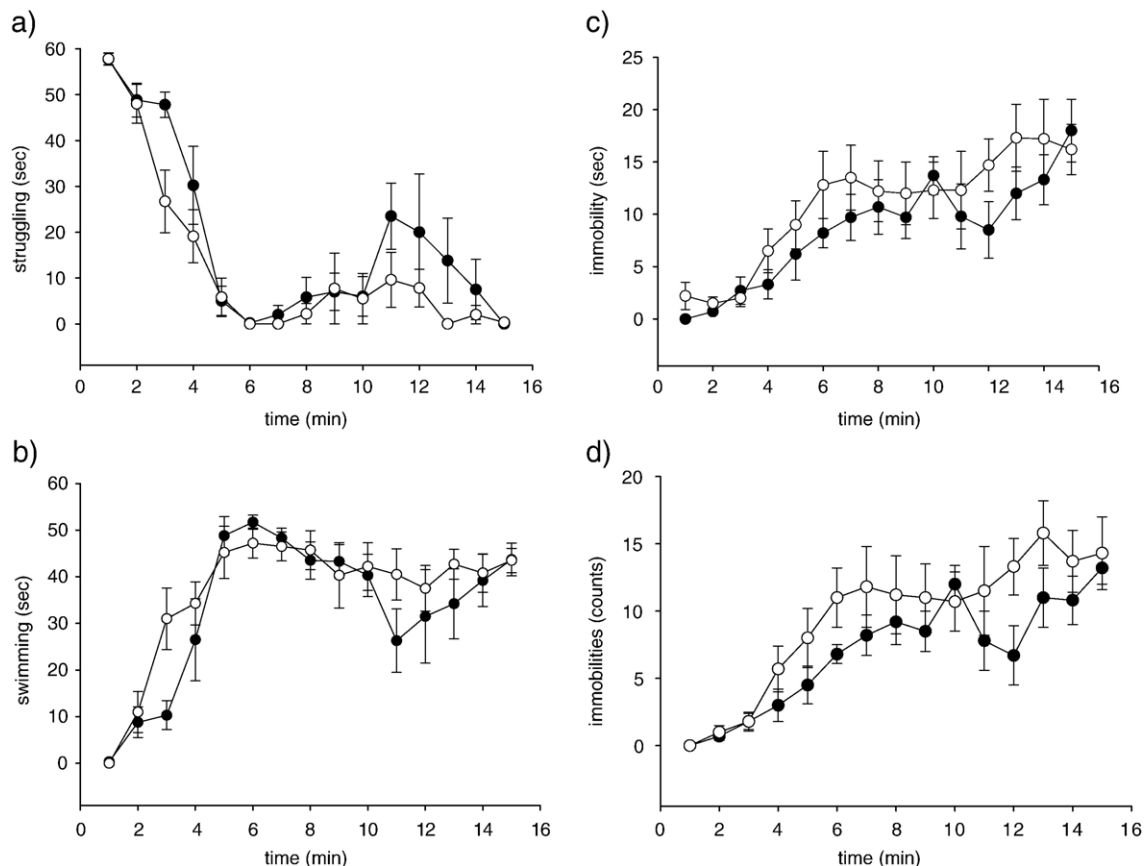 a)
60
50
40
30
20
10
0
struggling (sec)
0 2 4 6 8 10 12 14 16
time (min)
b)
60
50
40
30
20
10
0
swimming (sec)
0 2 4 6 8 10 12 14 16
time (min)
c)
25
20
15
10
5
0
immobility (sec)
0 2 4 6 8 10 12 14 16
time (min)
d)
20
15
10
5
0
immobilities (counts)
0 2 4 6 8 10 12 14 16
time (min)